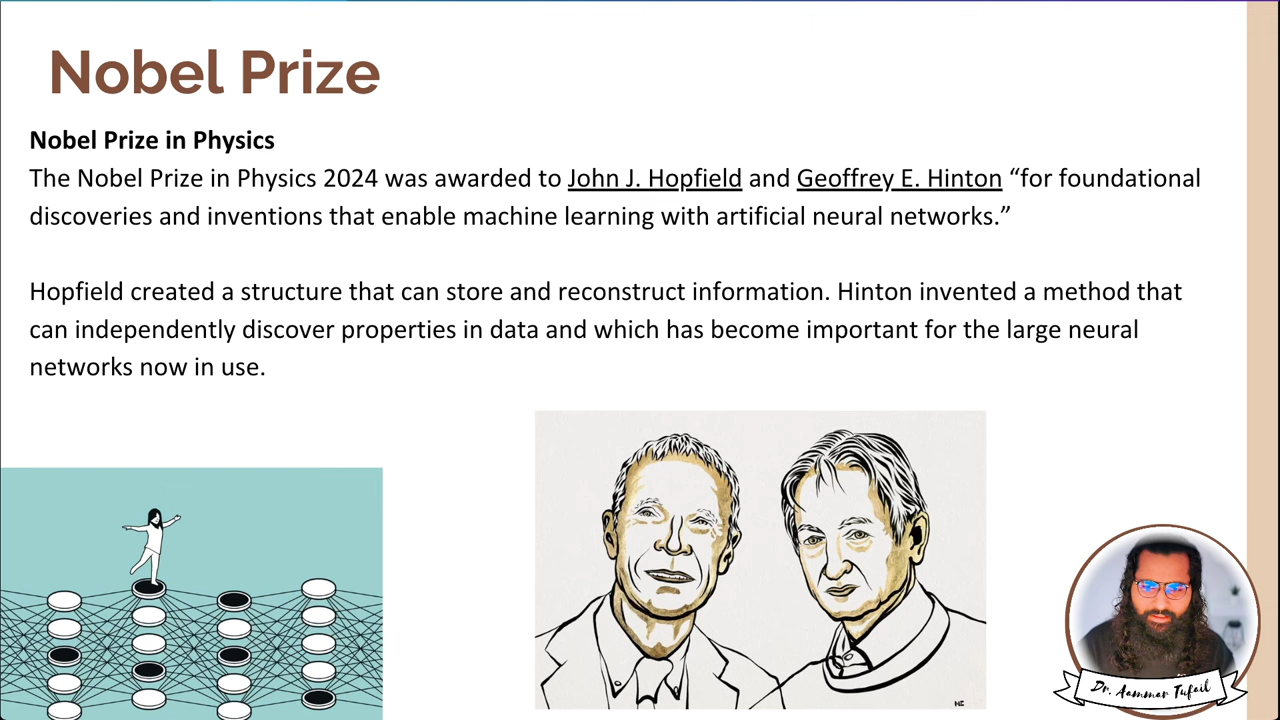 Nobel Prize
Nobel Prize in Physics
The Nobel Prize in Physics 2024 was awarded to John J. Hopfield and Geoffrey E. Hinton “for foundational
discoveries and inventions that enable machine learning with artificial neural networks.”
Hopfield created a structure that can store and reconstruct information. Hinton invented a method that
can independently discover properties in data and which has become important for the large neural
networks now in use.
Dr. Aammar Tufail